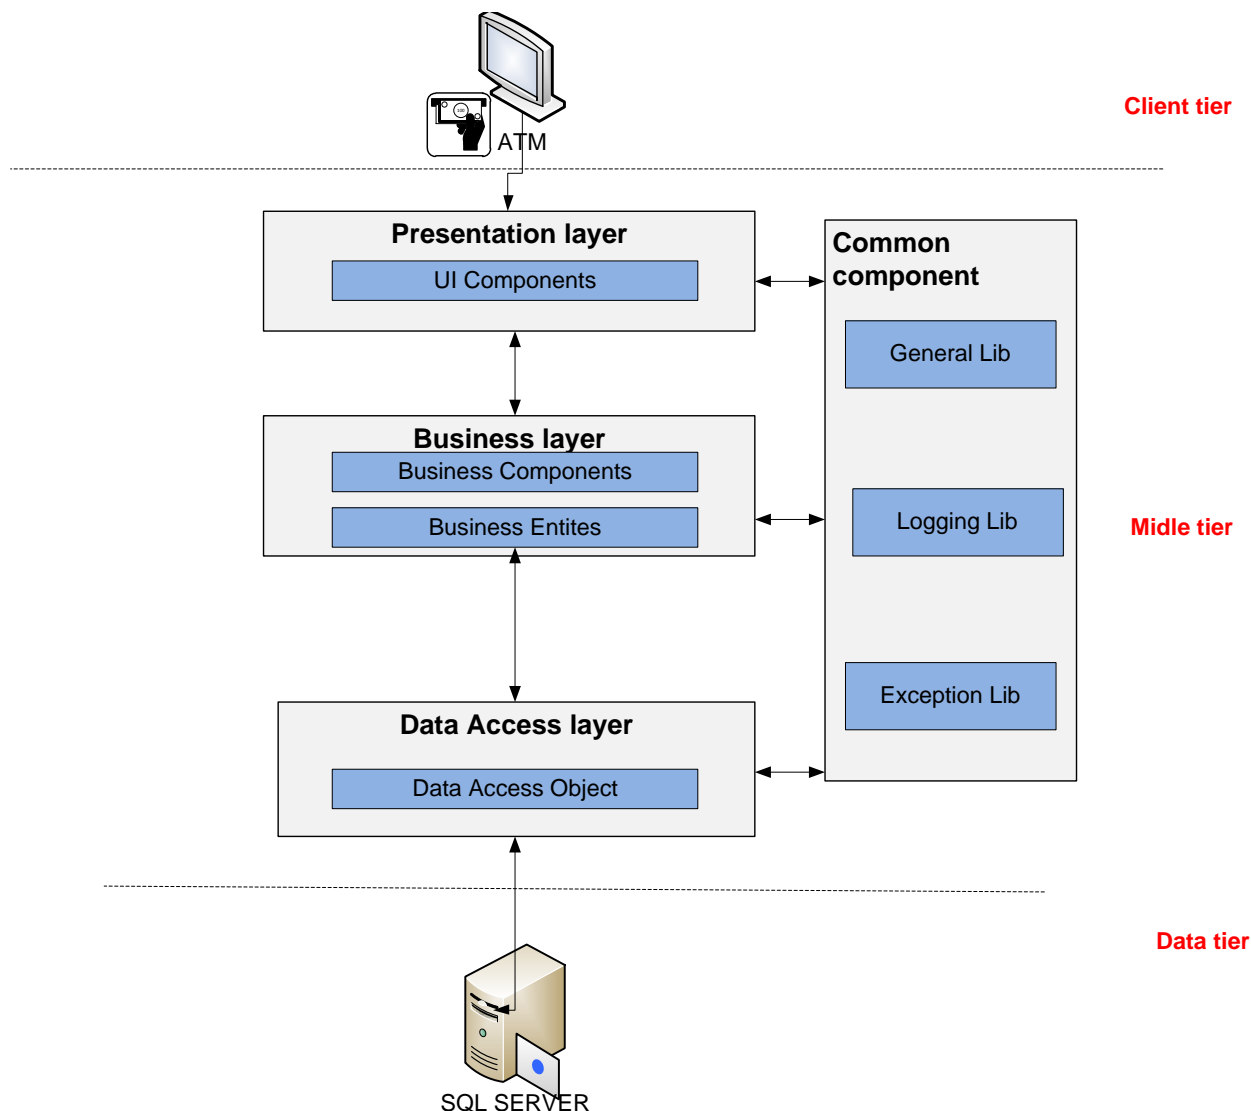 Client tier
100
ATM
Presentation layer
UI Components
Common
component
General Lib
Business layer
Business Components
Business Entites
Logging Lib
Midle tier
Exception Lib
Data Access layer
Data Access Object
Data tier
SQL SERVER